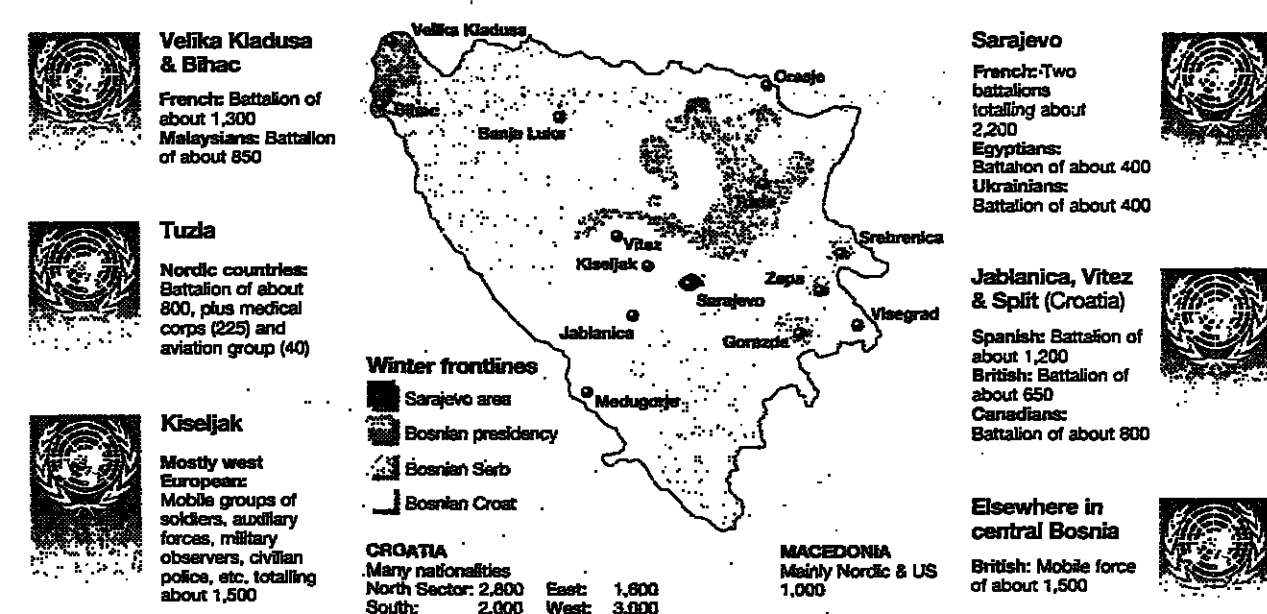 Velika Kladusa
& Bihac
French: Battalion of
about 1,300
Malaysians: Battalion
of about 850
Tuzla
Nordic countries:
Battalion of about
800, plus medical
corps (225) and
aviation group (40)
Kiseljak
Mostly west
European:
Mobile groups of
soldiers, auxiliary
forces, military
observers, civilian
police, etc. totalling
about 1,500
Velika Kladusa
Bihac
Banja Luka
Orasje
Vitez
Kiseljak
Sarajevo
Jablanica
Srebrenica
Zepa
Visegrad
Gorazde
Medugorje
Winter frontlines
Sarajevo area
Bosnian presidency
Bosnian Serb
Bosnian Croat
CROATIA
Many nationalities
North Sector: 2,800 East: 1,600
South: 2,000 West: 3,000
MACEDONIA
Mainly Nordic & US
1,000
Sarajevo
French: Two
battalions
totalling about
2,200
Egyptians:
Battalion of about 400
Ukrainians:
Battalion of about 400
Jablanica, Vitez
& Split (Croatia)
Spanish: Battalion of
about 1,200
British: Battalion of
about 650
Canadians:
Battalion of about 800
Elsewhere in
central Bosnia
British: Mobile force
of about 1,500